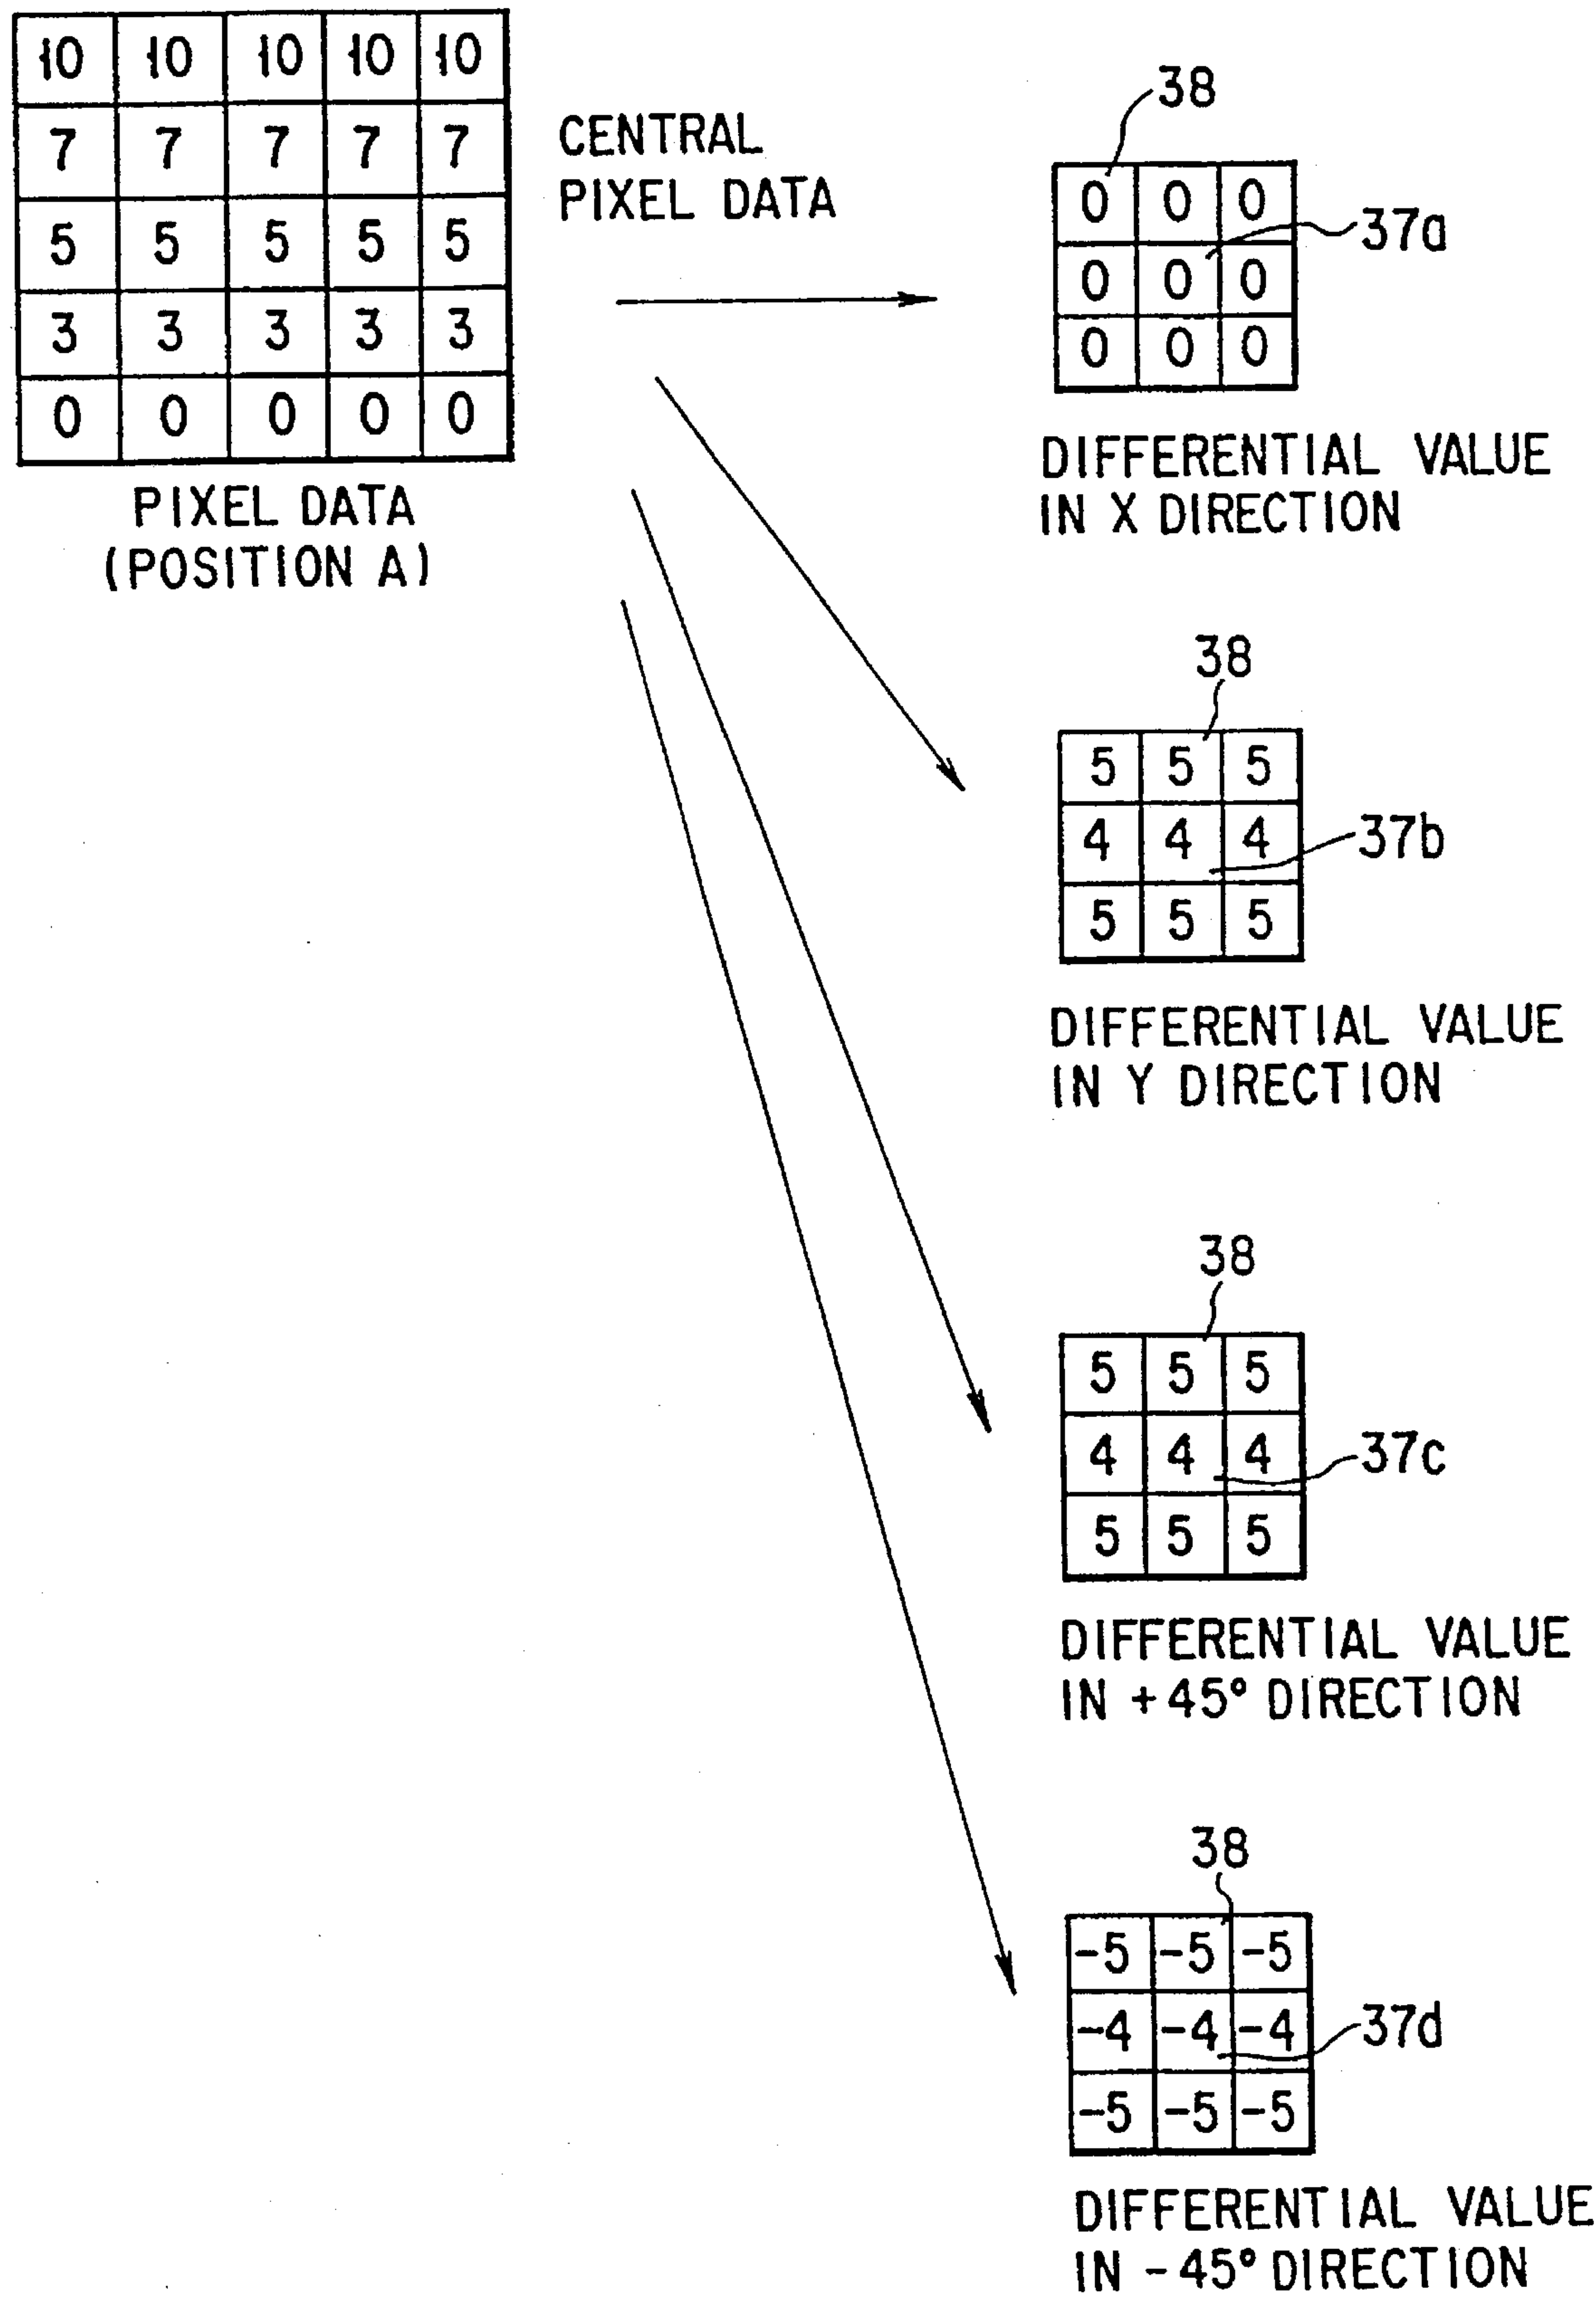 10 10 10 10 10
7 7 7 7 7
5 5 5 5 5
3 3 3 3 3
0 0 0 0 0
PIXEL DATA
(POSITION A)
CENTRAL
PIXEL DATA
38
0 0 0
37a
0 0 0
0 0 0
DIFFERENTIAL VALUE
IN X DIRECTION
38
5 5 5
4 4 4
37b
5 5 5
DIFFERENTIAL VALUE
IN Y DIRECTION
38
5 5 5
4 4 4
37c
5 5 5
DIFFERENTIAL VALUE
IN +45° DIRECTION
38
-5 -5 -5
-4 -4 -4
37d
-5 -5 -5
DIFFERENTIAL VALUE
IN -45° DIRECTION